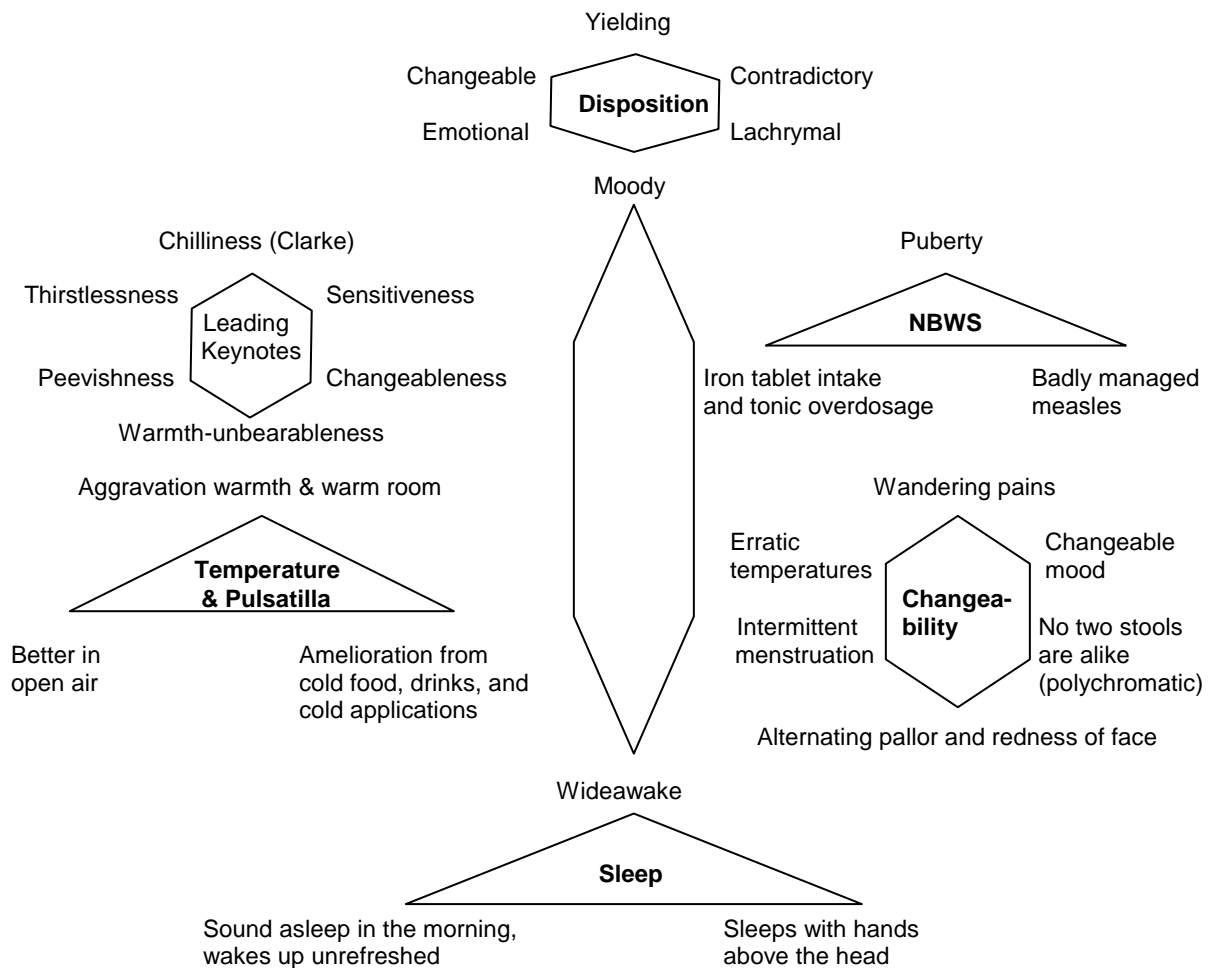 Yielding
Changeable
Contradictory
Disposition
Emotional
Lachrymal
Moody
Chilliness (Clarke)
Thirstlessness
Sensitiveness
Leading
Keynotes
Peevishness
Changeableness
Warmth-unbearableness
Puberty
NBWS
Iron tablet intake
and tonic overdosage
Badly managed
measles
Aggravation warmth & warm room
Temperature
& Pulsatilla
Better in
open air
Amelioration from
cold food, drinks, and
cold applications
Wandering pains
Erratic
temperatures
Changeable
mood
Changea-
bility
Intermittent
menstruation
No two stools
are alike
(polychromatic)
Alternating pallor and redness of face
Wideawake
Sleep
Sound asleep in the morning,
wakes up unrefreshed
Sleeps with hands
above the head